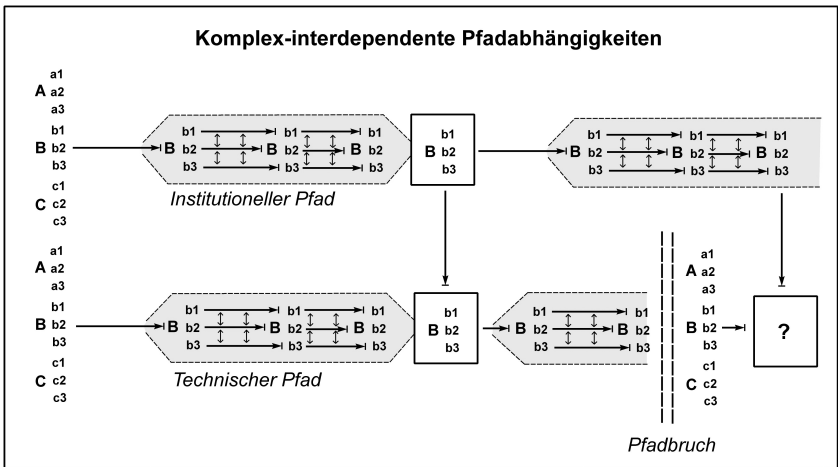 Komplex-interdependente Pfadabhängigkeiten
a1
A a2
a3
b1
B b2
b3
c1
C c2
c3
b1 b1 b1
B b2 B b2 B b2
b3 b3 b3
Institutioneller Pfad
b1
B b2
b3
b1 b1 b1
B b2 B b2 B b2
b3 b3 b3
a1
A a2
a3
b1
B b2
b3
c1
C c2
c3
b1 b1 b1
B b2 B b2 B b2
b3 b3 b3
Technischer Pfad
b1
B b2
b3
b1 b1
B b2 B b2
b3 b3
a1
A a2
a3
b1
B b2
b3
c1
C c2
c3
?
Pfadbruch